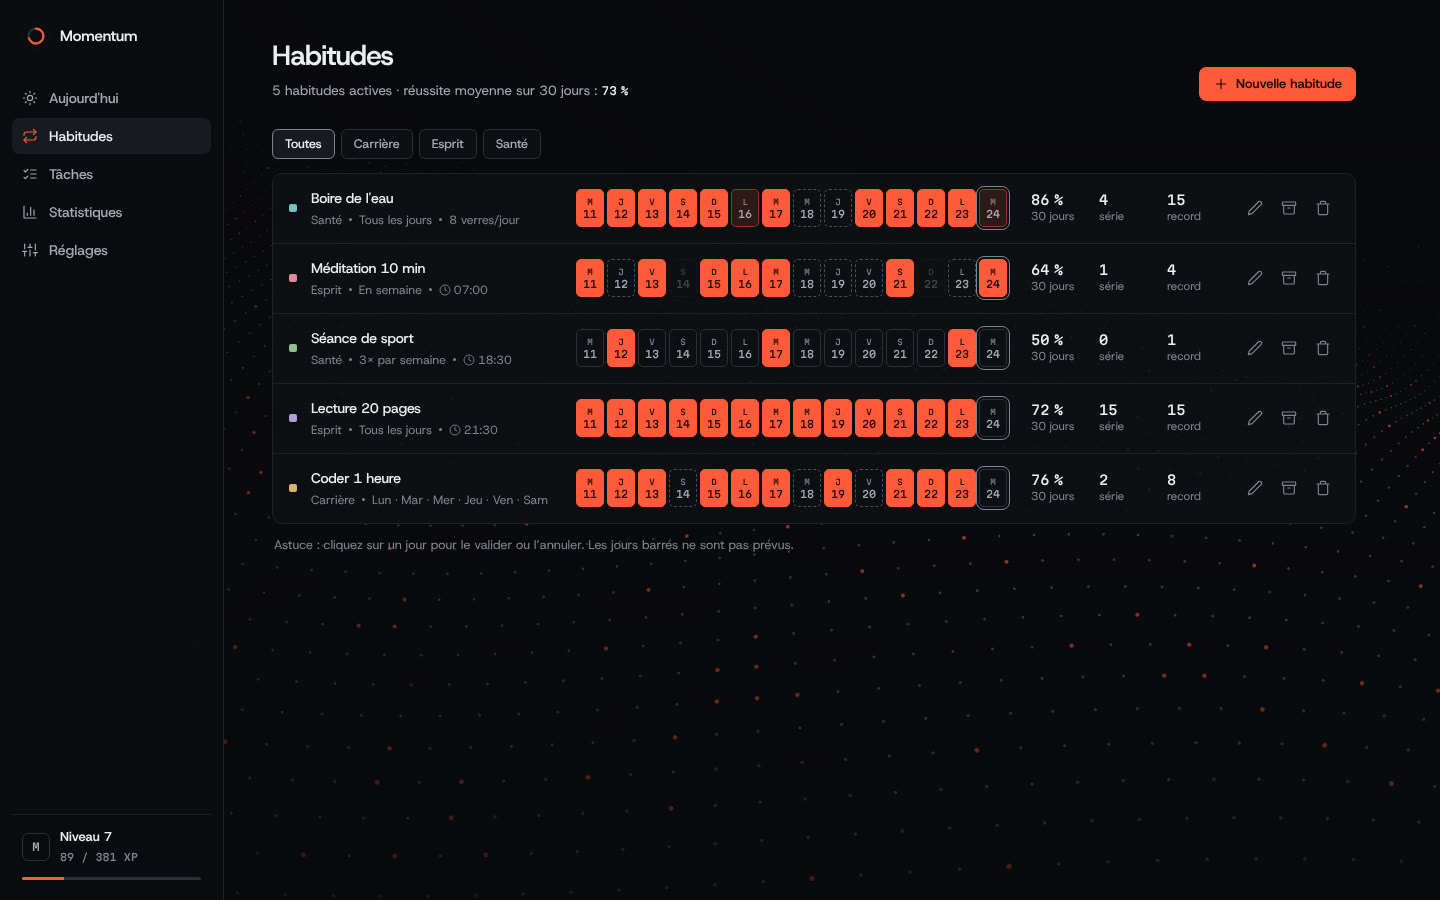 Momentum
Aujourd'hui
Habitudes
Tâches
Statistiques
Réglages
Niveau 7
M
89 / 381 XP
Habitudes
5 habitudes actives · réussite moyenne sur 30 jours : 73 %
Nouvelle habitude
Toutes
Carrière
Esprit
Santé
Boire de l'eau
Santé • Tous les jours • 8 verres/jour
M J V S D L M M J V S D L M
11 12 13 14 15 16 17 18 19 20 21 22 23 24
86 % 4 15
30 jours série record
Méditation 10 min
Esprit • En semaine • 07:00
M J V S D L M M J V S D L M
11 12 13 14 15 16 17 18 19 20 21 22 23 24
64 % 1 4
30 jours série record
Séance de sport
Santé • 3× par semaine • 18:30
M J V S D L M M J V S D L M
11 12 13 14 15 16 17 18 19 20 21 22 23 24
50 % 0 1
30 jours série record
Lecture 20 pages
Esprit • Tous les jours • 21:30
M J V S D L M M J V S D L M
11 12 13 14 15 16 17 18 19 20 21 22 23 24
72 % 15 15
30 jours série record
Coder 1 heure
Carrière • Lun · Mar · Mer · Jeu · Ven · Sam
M J V S D L M M J V S D L M
11 12 13 14 15 16 17 18 19 20 21 22 23 24
76 % 2 8
30 jours série record
Astuce : cliquez sur un jour pour le valider ou l'annuler. Les jours barrés ne sont pas prévus.